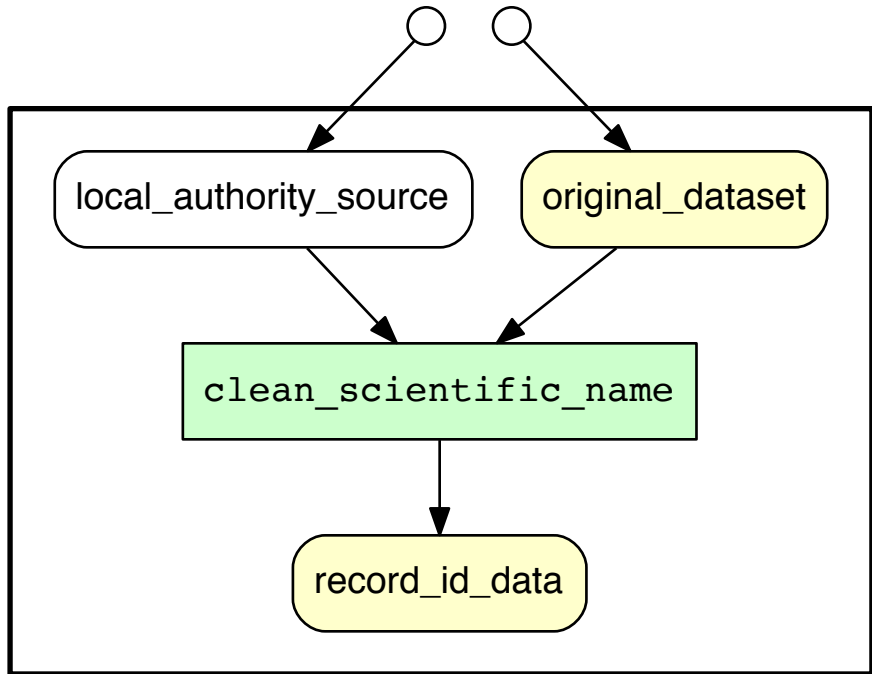 local_authority_source
original_dataset
clean_scientific_name
record_id_data